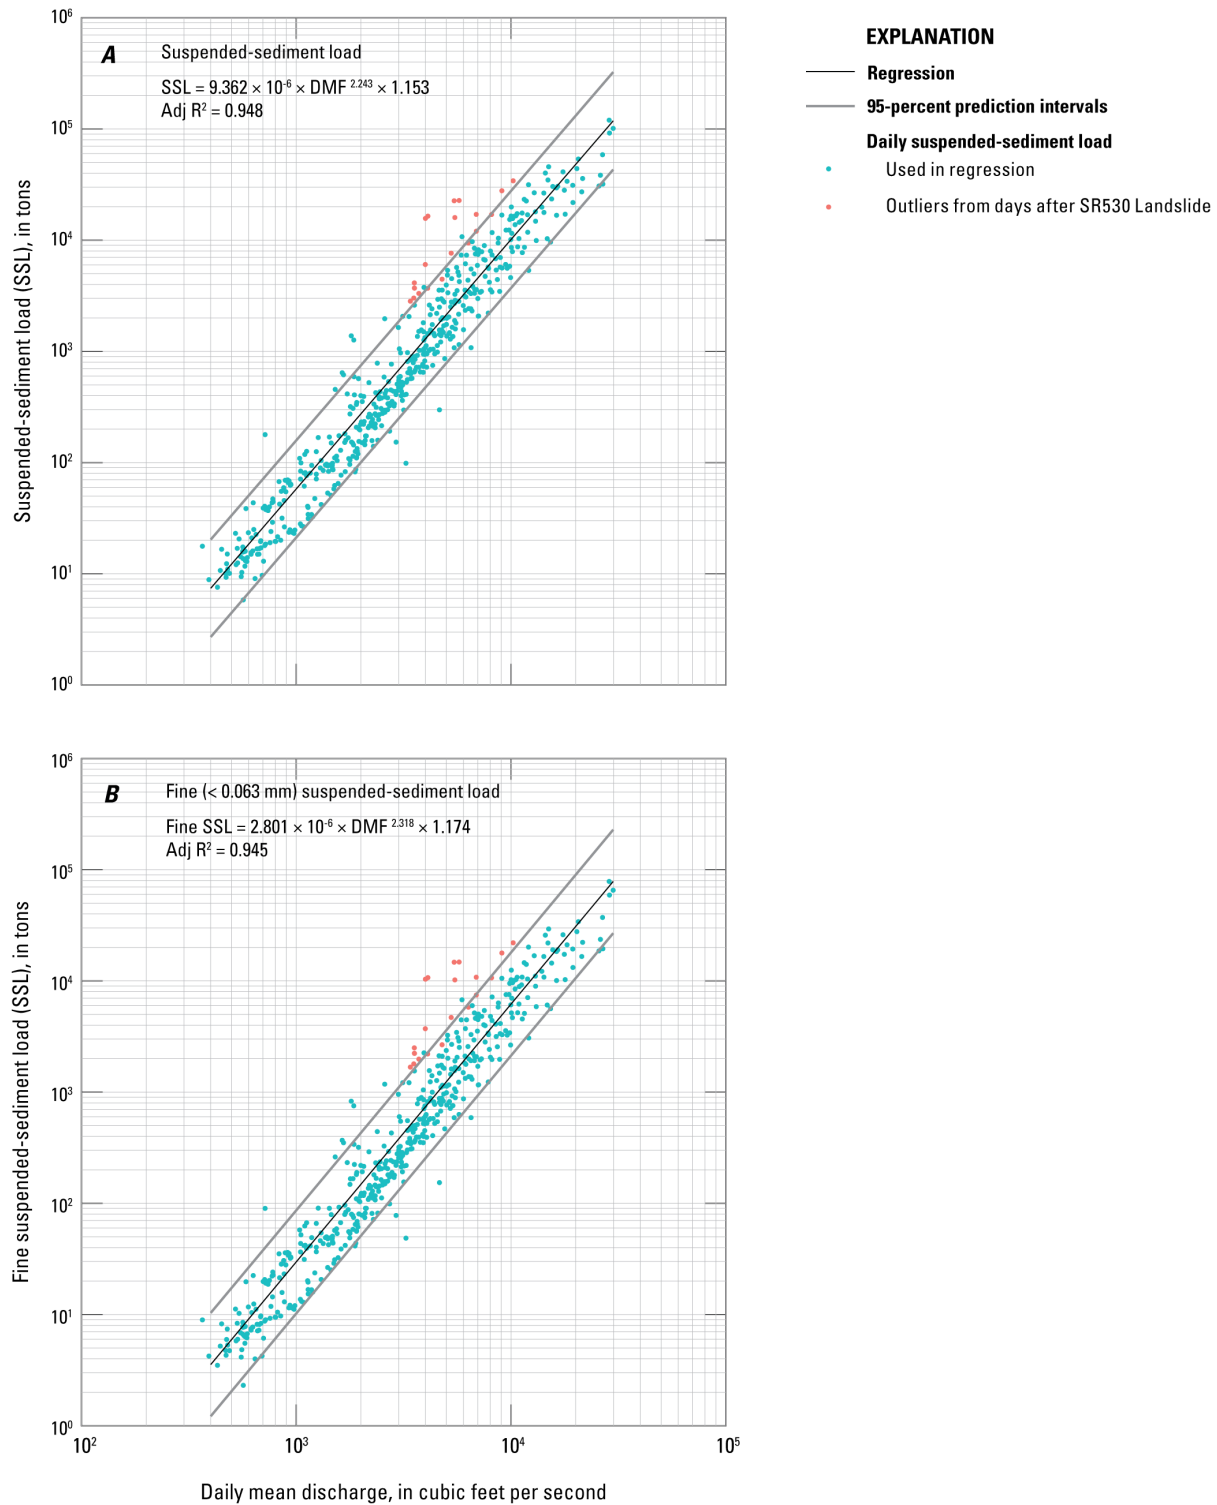 EXPLANATION
Regression
95-percent prediction intervals
Daily suspended-sediment load
Used in regression
Outliers from days after SR530 Landslide
A
Suspended-sediment load
SSL = 9.362 × 10⁻⁶ × DMF ²·²⁴³ × 1.153
Adj R² = 0.948
10⁶
10⁵
10⁴
10³
10²
10¹
10⁰
Suspended-sediment load (SSL), in tons
B
Fine (< 0.063 mm) suspended-sediment load
Fine SSL = 2.801 × 10⁻⁶ × DMF ²·³¹⁸ × 1.174
Adj R² = 0.945
10⁶
10⁵
10⁴
10³
10²
10¹
10⁰
Fine suspended-sediment load (SSL), in tons
10² 10³ 10⁴ 10⁵
Daily mean discharge, in cubic feet per second